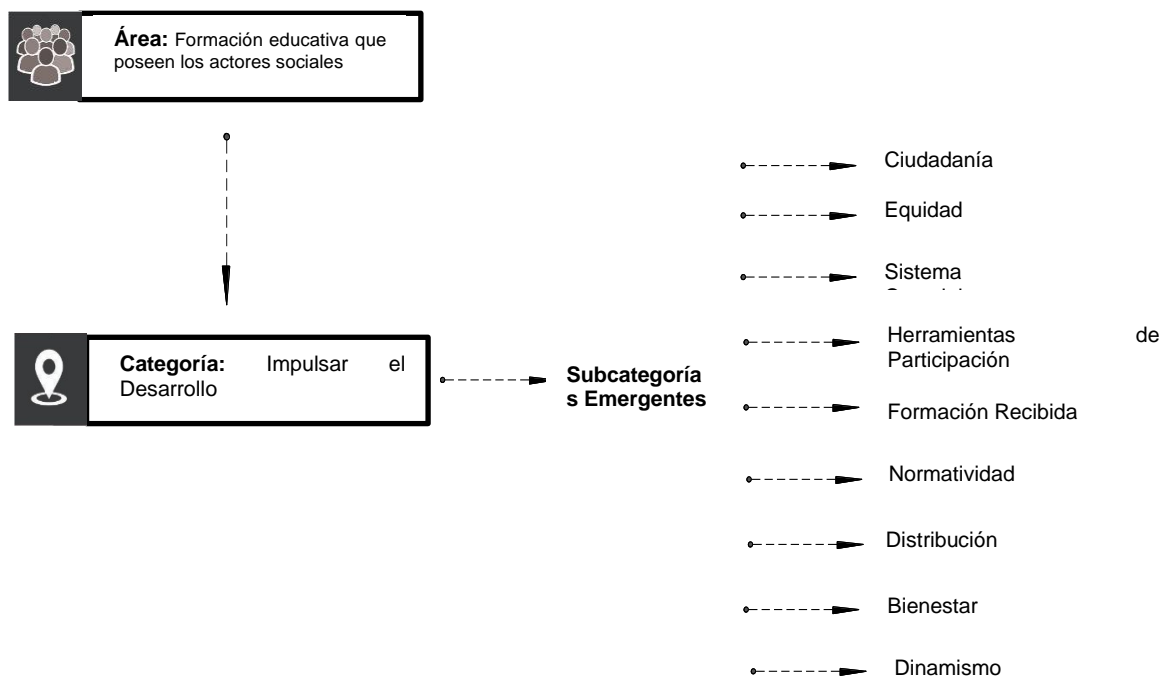 Área: Formación educativa que
poseen los actores sociales
Categoría: Impulsar el
Desarrollo
Subcategoría
s Emergentes
Ciudadanía
Equidad
Sistema
Herramientas de
Participación
Formación Recibida
Normatividad
Distribución
Bienestar
Dinamismo